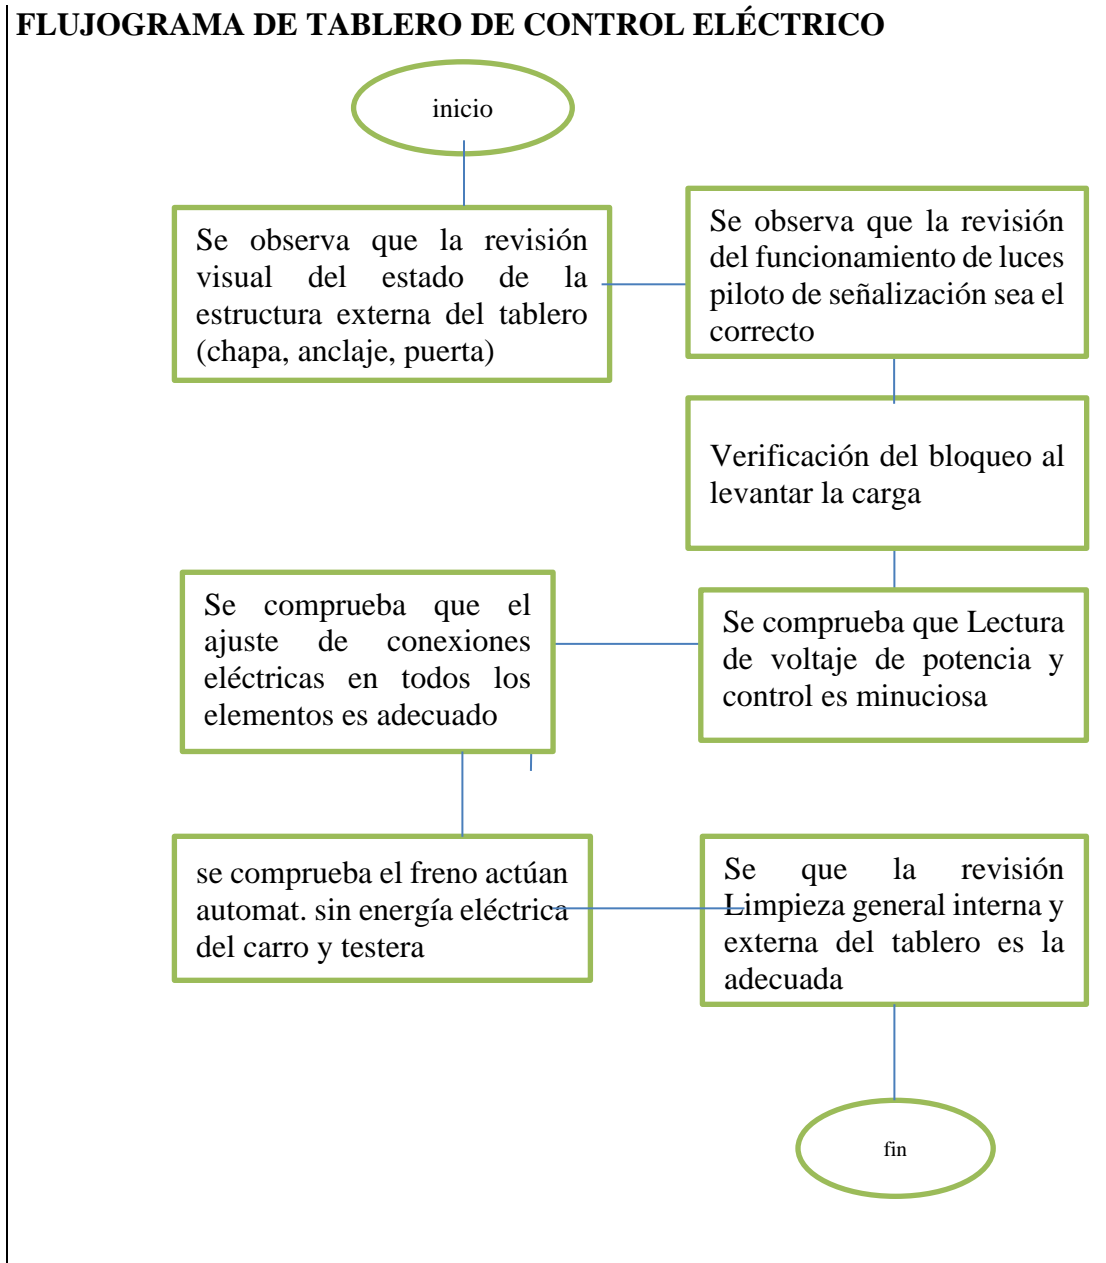 FLUJOGRAMA DE TABLERO DE CONTROL ELÉCTRICO
inicio
Se observa que la revisión
visual del estado de la
estructura externa del tablero
(chapa, anclaje, puerta)
Se observa que la revisión
del funcionamiento de luces
piloto de señalización sea el
correcto
Verificación del bloqueo al
levantar la carga
Se comprueba que Lectura
de voltaje de potencia y
control es minuciosa
Se comprueba que el
ajuste de conexiones
eléctricas en todos los
elementos es adecuado
se comprueba el freno actúan
automat. sin energía eléctrica
del carro y testera
Se que la revisión
Limpieza general interna y
externa del tablero es la
adecuada
fin